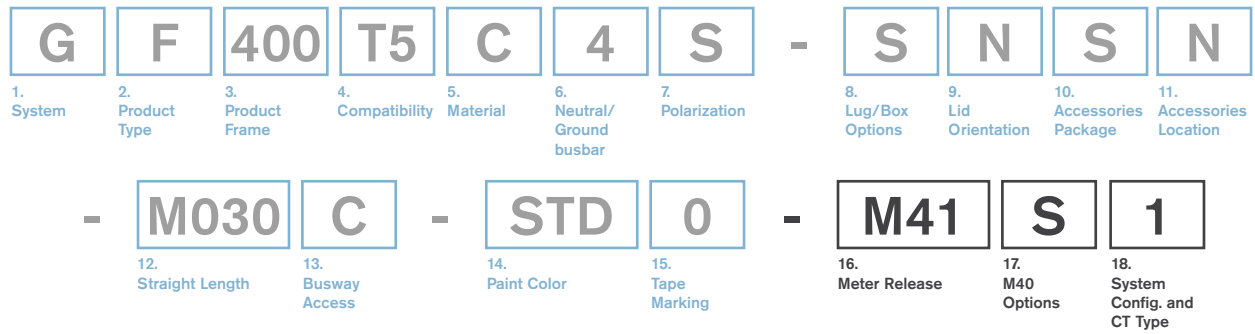 G F 400 T5 C 4 S - S N S N
1. 2. 3. 4. 5. 6. 7. 8. 9. 10. 11.
System Product Product Compatibility Material Neutral/ Polarization Lug/Box Lid Accessories Accessories
Type Frame Ground Options Orientation Package Location
busbar
- M030 C - STD 0 - M41 S 1
12. 13. 14. 15. 16. 17. 18.
Straight Length Busway Paint Color Tape Meter Release M40 System
Access Marking Options Config. and
CT Type